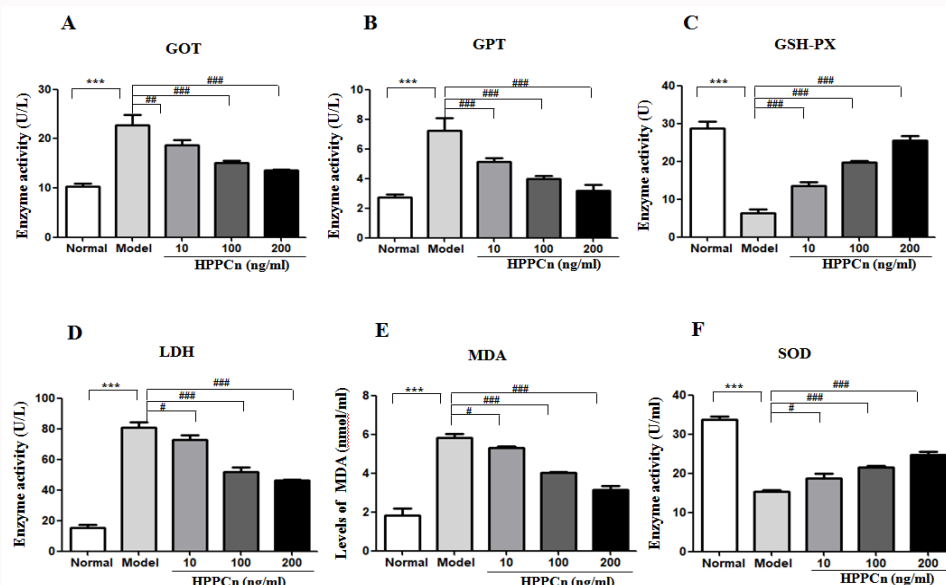 A
GOT
Enzyme activity (U/L)
30
20
10
0
***
##
###
###
Normal Model 10 100 200
HPPCn (ng/ml)
B
GPT
Enzyme activity (U/L)
10
8
6
4
2
0
***
###
###
###
Normal Model 10 100 200
HPPCn (ng/ml)
C
GSH-PX
Enzyme activity (U)
40
30
20
10
0
***
###
###
###
Normal Model 10 100 200
HPPCn (ng/ml)
D
LDH
Enzyme activity (U/L)
100
80
60
40
20
0
***
#
###
###
Normal Model 10 100 200
HPPCn (ng/ml)
E
MDA
Levels of MDA (nmol/ml)
8
6
4
2
0
***
#
###
###
Normal Model 10 100 200
HPPCn (ng/ml)
F
SOD
Enzyme activity (U/ml)
40
30
20
10
0
***
#
###
###
Normal Model 10 100 200
HPPCn (ng/ml)